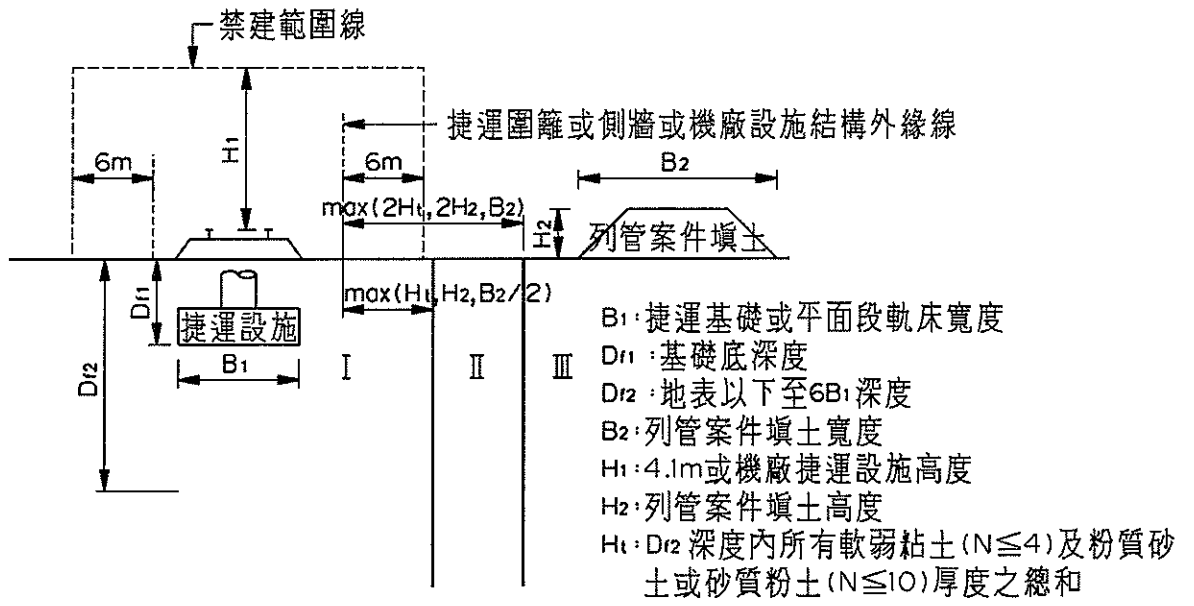 禁建範圍線
捷運圍籬或側牆或機廠設施結構外緣線
H1
6m
6m
B2
max(2Ht,2H2,B2)
H2
列管案件塡土
Df1
max(Ht,H2,B2/2)
捷運設施
B1
Df2
I
II
III
B1:捷運基礎或平面段軌床寬度
Df1:基礎底深度
Df2:地表以下至6B1深度
B2:列管案件塡土寬度
H1:4.1m或機廠捷運設施高度
H2:列管案件塡土高度
Ht:Df2深度內所有軟弱粘土(N≦4)及粉質砂
土或砂質粉土(N≦10)厚度之總和